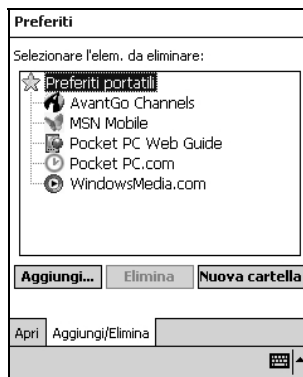 Preferiti
Selezionare l'elem. da eliminare:
Preferiti portatili
AvantGo Channels
MSN Mobile
Pocket PC Web Guide
Pocket PC.com
WindowsMedia.com
Aggiungi... Elimina Nuova cartella
Apri Aggiungi/Elimina